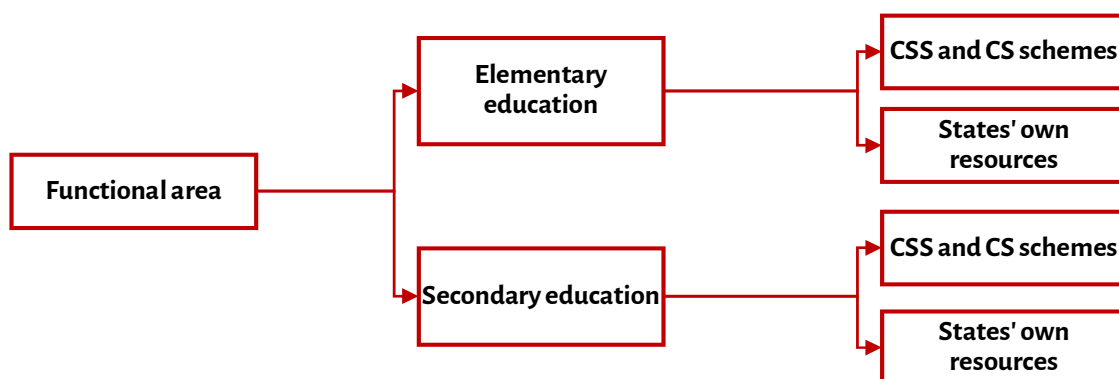 Functional area
Elementary
education
CSS and CS schemes
States' own
resources
Secondary education
CSS and CS schemes
States' own
resources